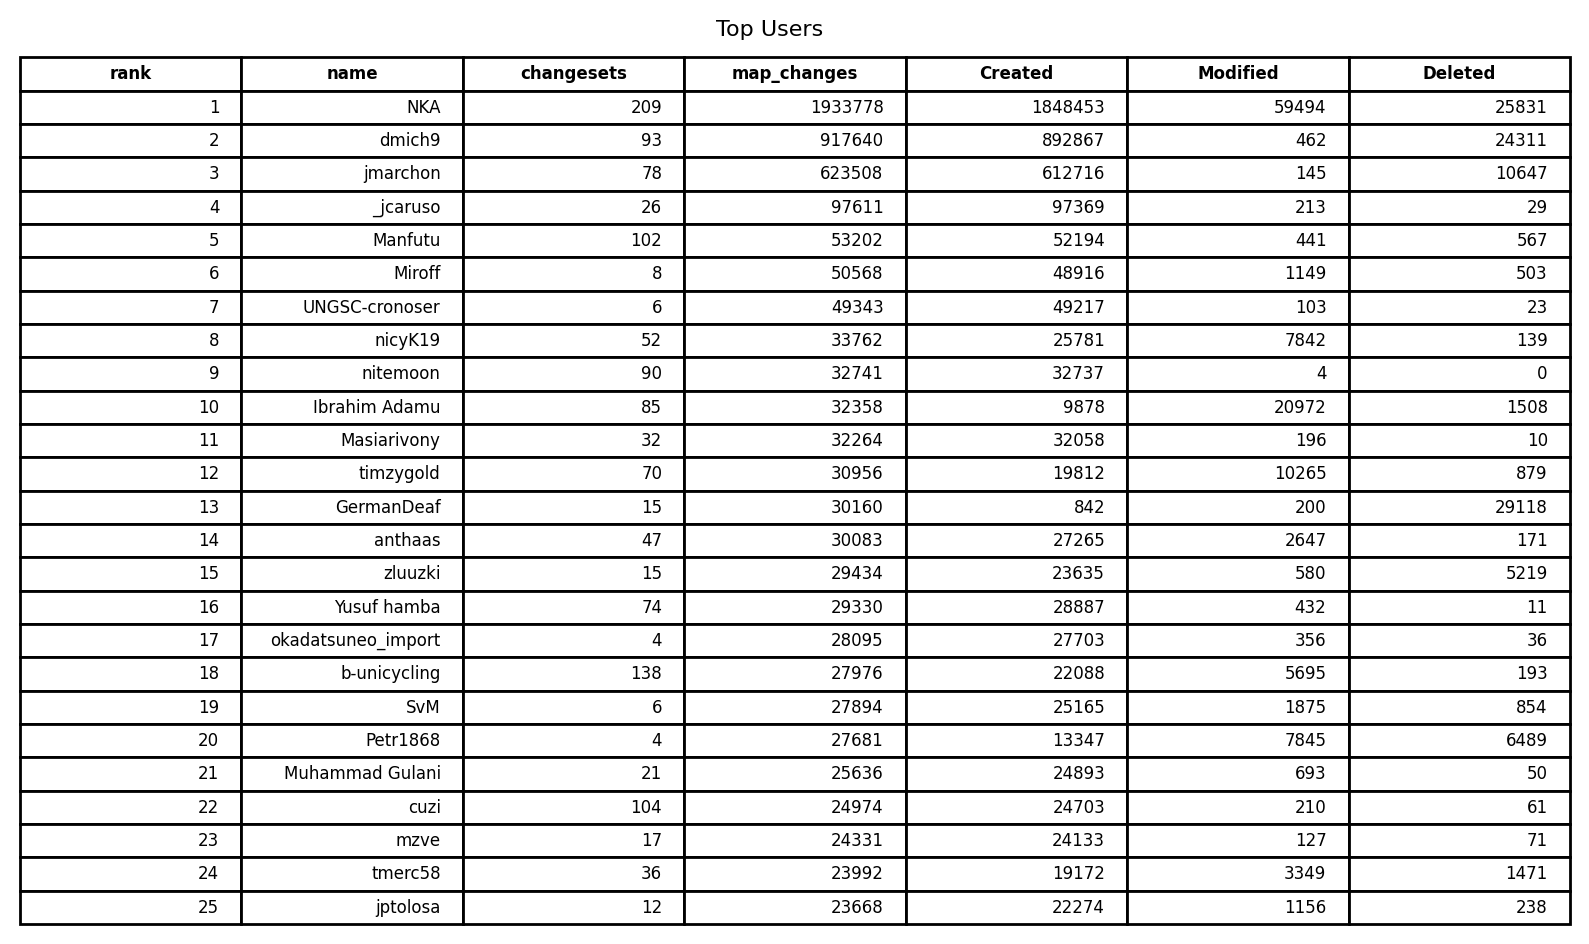 Top Users
rank name changesets map_changes Created Modified Deleted
1 NKA 209 1933778 1848453 59494 25831
2 dmich9 93 917640 892867 462 24311
3 jmarchon 78 623508 612716 145 10647
4 _jcaruso 26 97611 97369 213 29
5 Manfutu 102 53202 52194 441 567
6 Miroff 8 50568 48916 1149 503
7 UNGSC-cronoser 6 49343 49217 103 23
8 nicyK19 52 33762 25781 7842 139
9 nitemoon 90 32741 32737 4 0
10 Ibrahim Adamu 85 32358 9878 20972 1508
11 Masiarivony 32 32264 32058 196 10
12 timzygold 70 30956 19812 10265 879
13 GermanDeaf 15 30160 842 200 29118
14 anthaas 47 30083 27265 2647 171
15 zluuzki 15 29434 23635 580 5219
16 Yusuf hamba 74 29330 28887 432 11
17 okadatsuneo_import 4 28095 27703 356 36
18 b-unicycling 138 27976 22088 5695 193
19 SvM 6 27894 25165 1875 854
20 Petr1868 4 27681 13347 7845 6489
21 Muhammad Gulani 21 25636 24893 693 50
22 cuzi 104 24974 24703 210 61
23 mzve 17 24331 24133 127 71
24 tmerc58 36 23992 19172 3349 1471
25 jptolosa 12 23668 22274 1156 238